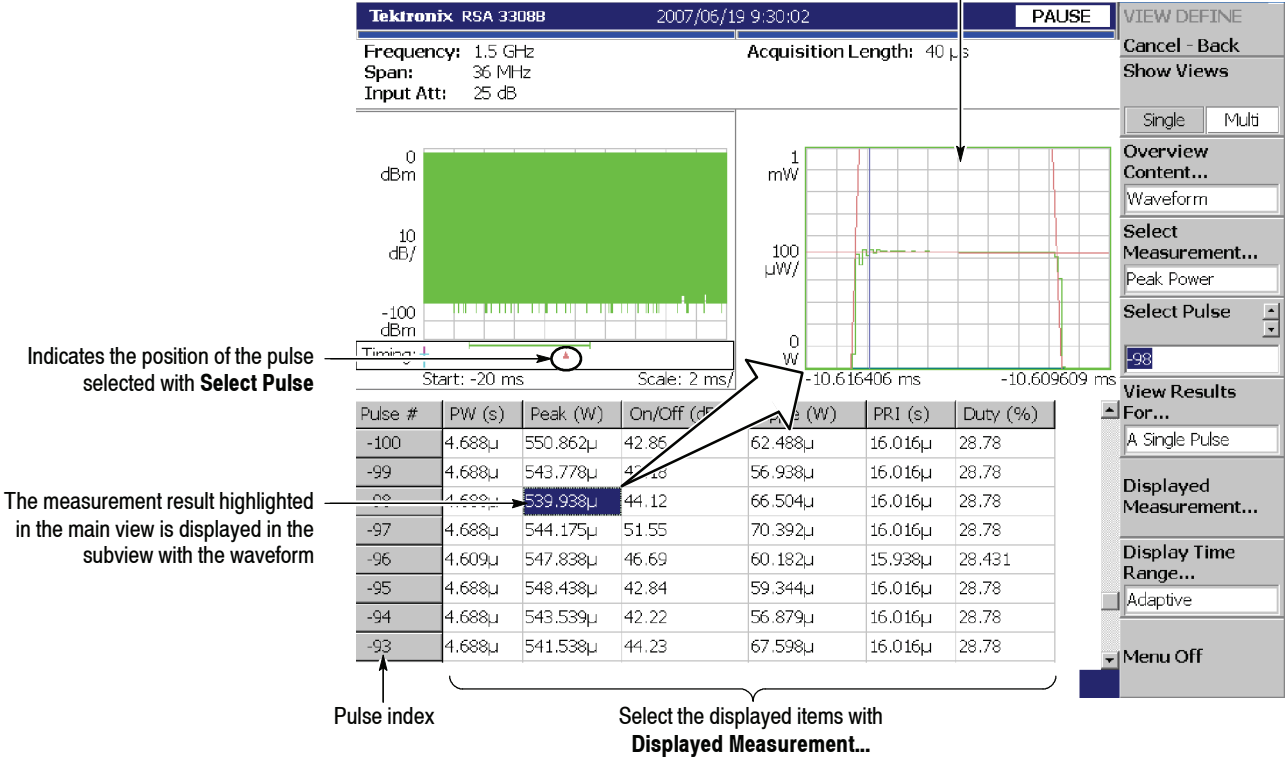 Tektronix RSA 3308B 2007/06/19 9:30:02 PAUSE
Frequency: 1.5 GHz
Span: 36 MHz
Input Att: 25 dB
Acquisition Length: 40 µs
0
dBm
10
dB/
-100
dBm
Timing:
Start: -20 ms Scale: 2 ms/
1
mW
100
µW/
0
W
-10.616406 ms -10.609609 ms
Pulse # PW (s) Peak (W) On/Off (dB) (W) PRI (s) Duty (%)
-100 4.688µ 550.862µ 42.86 62.488µ 16.016µ 28.78
-99 4.688µ 543.778µ 56.938µ 16.016µ 28.78
-98 4.688µ 539.938µ 44.12 66.504µ 16.016µ 28.78
-97 4.688µ 544.175µ 51.55 70.392µ 16.016µ 28.78
-96 4.609µ 547.838µ 46.69 60.182µ 15.938µ 28.431
-95 4.688µ 548.438µ 42.84 59.344µ 16.016µ 28.78
-94 4.688µ 543.539µ 42.22 56.879µ 16.016µ 28.78
-93 4.688µ 541.538µ 44.23 67.598µ 16.016µ 28.78
VIEW DEFINE
Cancel - Back
Show Views
Single Multi
Overview
Content...
Waveform
Select
Measurement...
Peak Power
Select Pulse
-98
View Results
For...
A Single Pulse
Displayed
Measurement...
Display Time
Range...
Adaptive
Menu Off
Indicates the position of the pulse
selected with Select Pulse
The measurement result highlighted
in the main view is displayed in the
subview with the waveform
Pulse index
Select the displayed items with
Displayed Measurement...